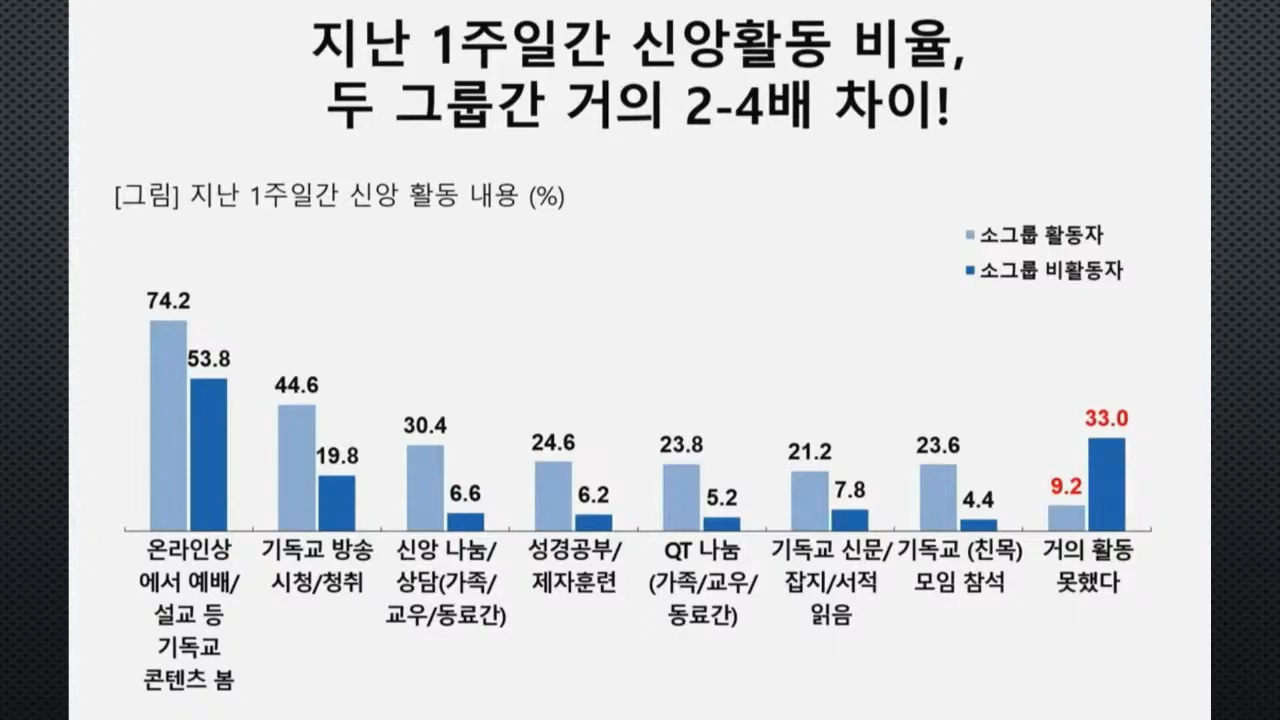 지난 1주일간 신앙활동 비율,
두 그룹간 거의 2-4배 차이!
[그림] 지난 1주일간 신앙 활동 내용 (%)
소그룹 활동자
소그룹 비활동자
74.2
53.8
44.6
19.8
30.4
6.6
24.6
6.2
23.8
5.2
21.2
7.8
23.6
4.4
9.2
33.0
온라인상
에서 예배/
설교 등
기독교
콘텐츠 봄
기독교 방송
시청/청취
신앙 나눔/
상담(가족/
교우/동료간)
성경공부/
제자훈련
QT 나눔
(가족/교우/
동료간)
기독교 신문/
잡지/서적
읽음
기독교 (친목)
모임 참석
거의 활동
못했다